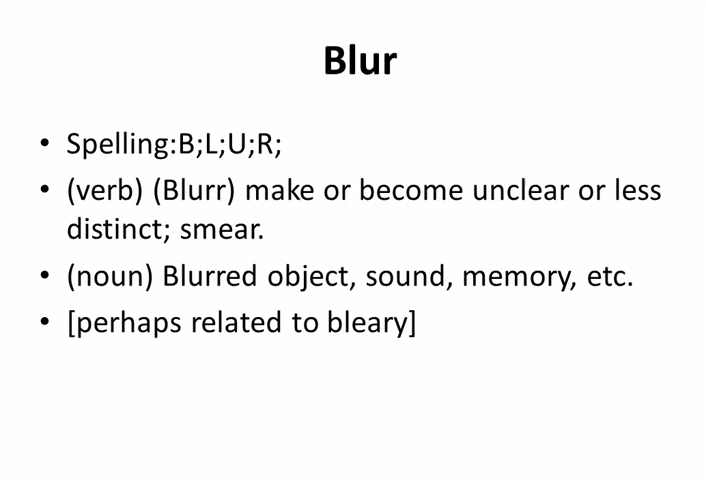 Blur
• Spelling:B;L;U;R;
• (verb) (Blurr) make or become unclear or less
distinct; smear.
• (noun) Blurred object, sound, memory, etc.
• [perhaps related to bleary]